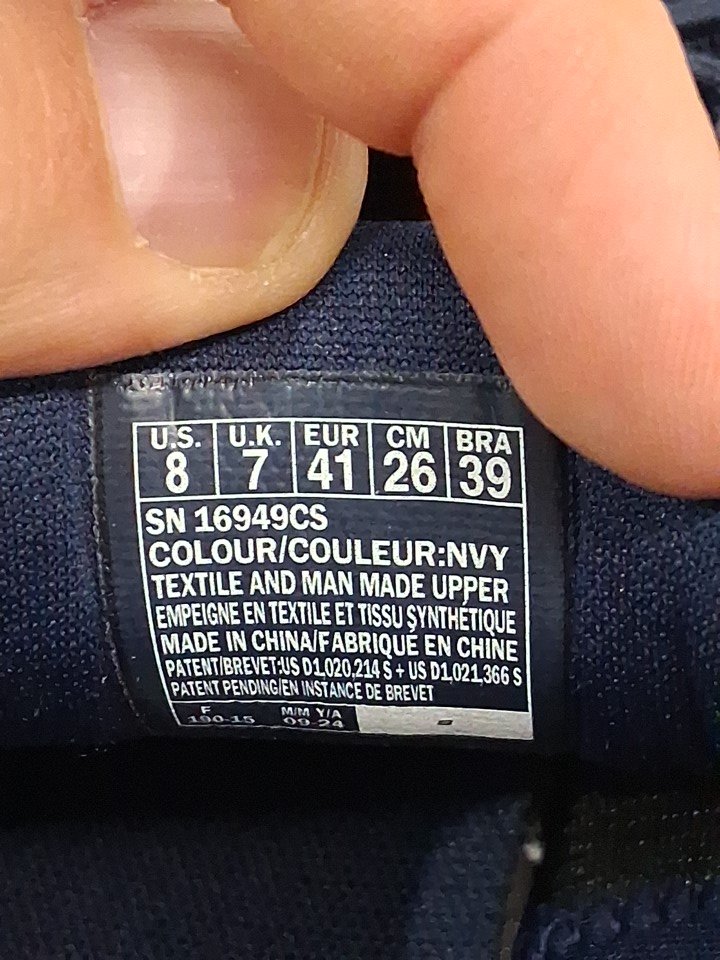 U.S. U.K. EUR CM BRA
8 7 41 26 39
SN 16949CS
COLOUR/COULEUR:NVY
TEXTILE AND MAN MADE UPPER
EMPEIGNE EN TEXTILE ET TISSU SYNTHÉTIQUE
MADE IN CHINA/FABRIQUÉ EN CHINE
PATENT/BREVET:US D1,020,214 S + US D1,021,366 S
PATENT PENDING/EN INSTANCE DE BREVET
F M/M Y/A
190-15 09-24